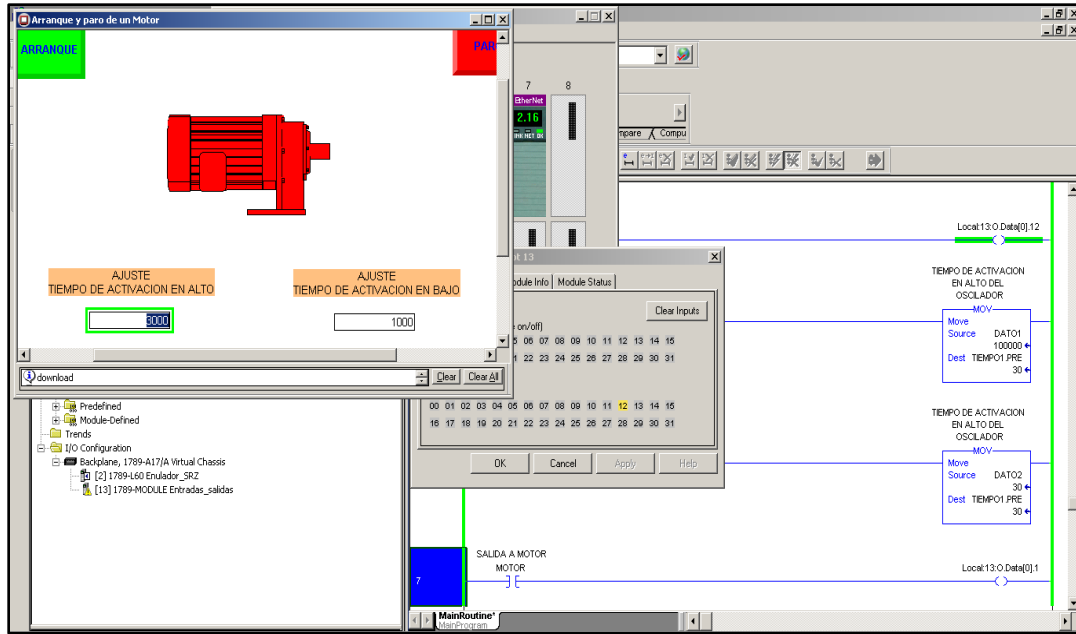 Arranque y paro de un Motor
ARRANQUE
AJUSTE
TIEMPO DE ACTIVACION EN ALTO
AJUSTE
TIEMPO DE ACTIVACION EN BAJO
3000
1000
download
Clear
Clear All
7
8
EtherNet
2.16
Compu
Module Info
Module Status
Clear Inputs
on/off)
06 07 08 09 10 11 12 13 14 15
22 23 24 25 26 27 28 29 30 31
00 01 02 03 04 05 06 07 08 09 10 11 12 13 14 15
16 17 18 19 20 21 22 23 24 25 26 27 28 29 30 31
OK
Cancel
Apply
Help
Predefined
Module-Defined
Trends
I/O Configuration
Backplane, 1789-A17/A Virtual Chassis
[2] 1789-L60 Enulador_SRZ
[13] 1789-MODULE Entradas_salidas
Local:13:O.Data[0].12
TIEMPO DE ACTIVACION
EN ALTO DEL
OSCILADOR
MOV
Move
Source DATO1
100000
Dest TIEMPO1.PRE
30
TIEMPO DE ACTIVACION
EN ALTO DEL
OSCILADOR
MOV
Move
Source DATO2
30
Dest TIEMPO1.PRE
30
7
SALIDA A MOTOR
MOTOR
Local:13:O.Data[0].1
MainRoutine*
MainProgram